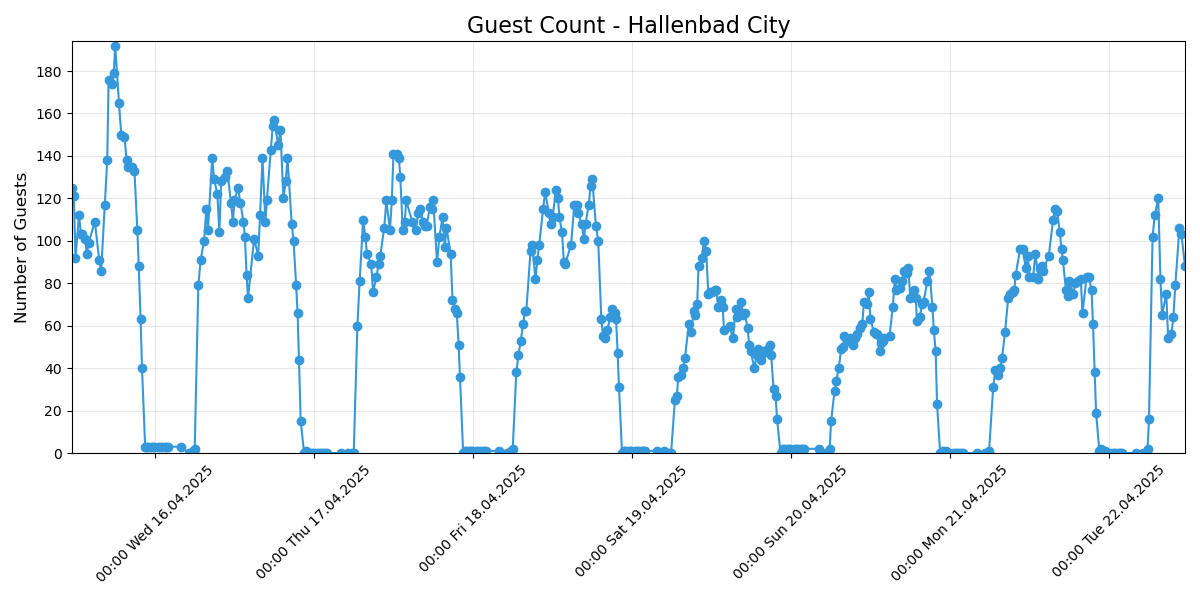 Guest Count - Hallenbad City
Number of Guests
180
160
140
120
100
80
60
40
20
0
00:00 Wed 16.04.2025
00:00 Thu 17.04.2025
00:00 Fri 18.04.2025
00:00 Sat 19.04.2025
00:00 Sun 20.04.2025
00:00 Mon 21.04.2025
00:00 Tue 22.04.2025